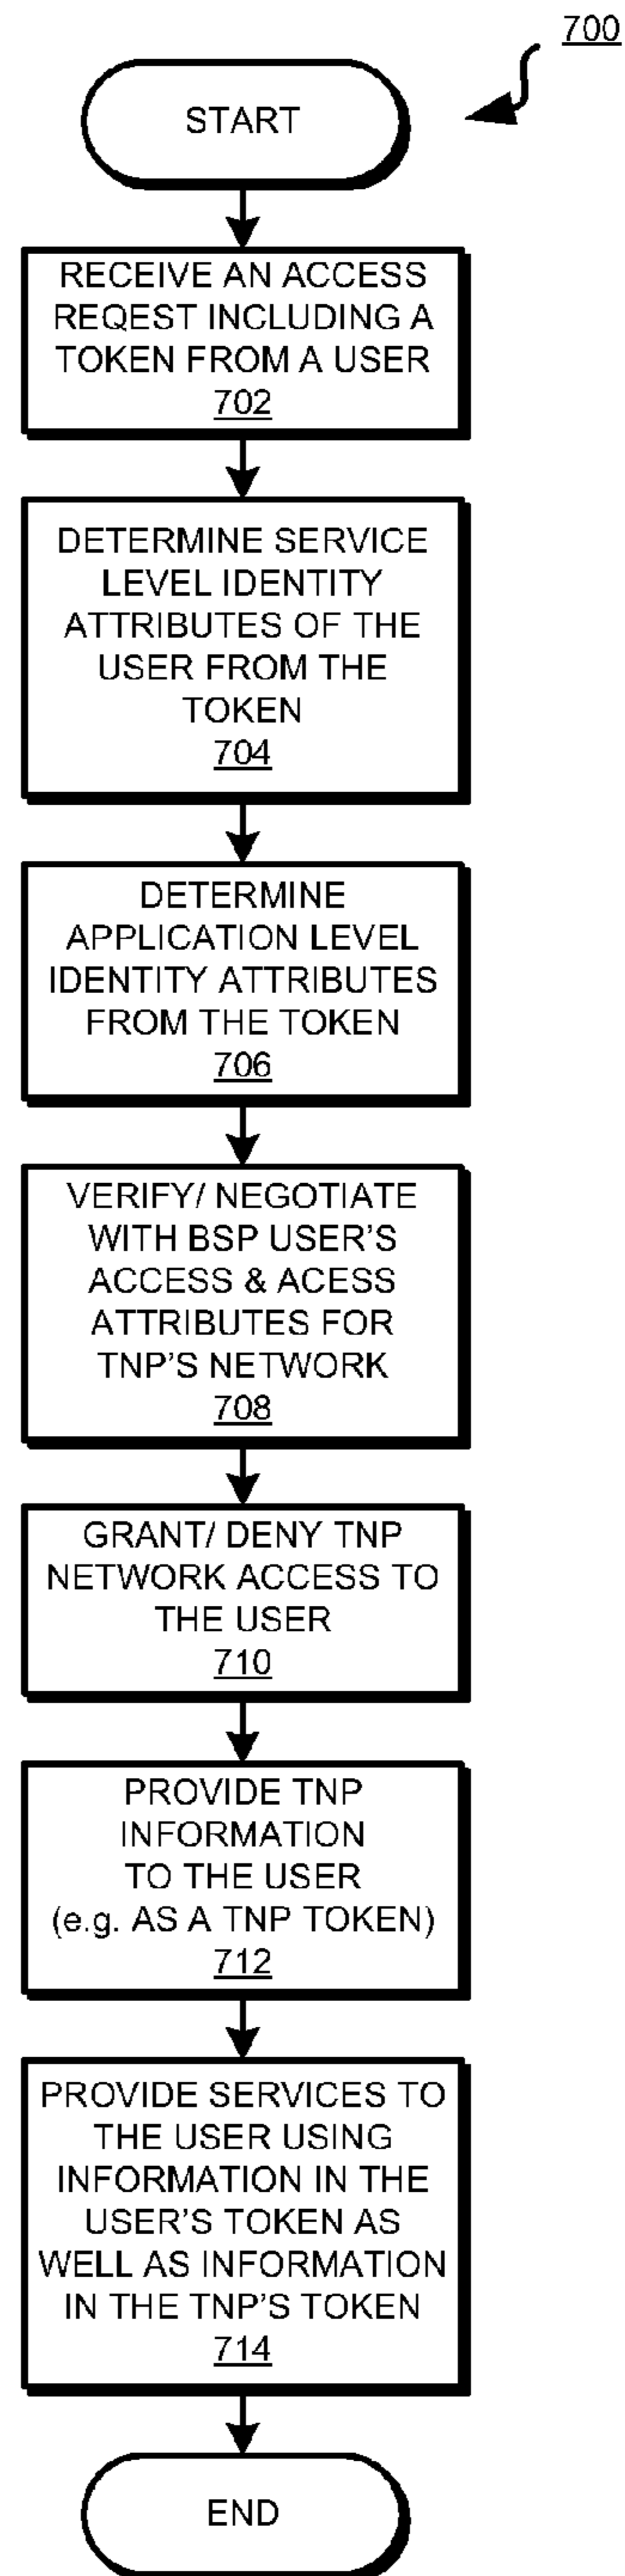 700
START
RECEIVE AN ACCESS
REQEST INCLUDING A
TOKEN FROM A USER
702
DETERMINE SERVICE
LEVEL IDENTITY
ATTRIBUTES OF THE
USER FROM THE
TOKEN
704
DETERMINE
APPLICATION LEVEL
IDENTITY ATTRIBUTES
FROM THE TOKEN
706
VERIFY/ NEGOTIATE
WITH BSP USER'S
ACCESS & ACESS
ATTRIBUTES FOR
TNP'S NETWORK
708
GRANT/ DENY TNP
NETWORK ACCESS TO
THE USER
710
PROVIDE TNP
INFORMATION
TO THE USER
(e.g. AS A TNP TOKEN)
712
PROVIDE SERVICES TO
THE USER USING
INFORMATION IN THE
USER'S TOKEN AS
WELL AS INFORMATION
IN THE TNP'S TOKEN
714
END